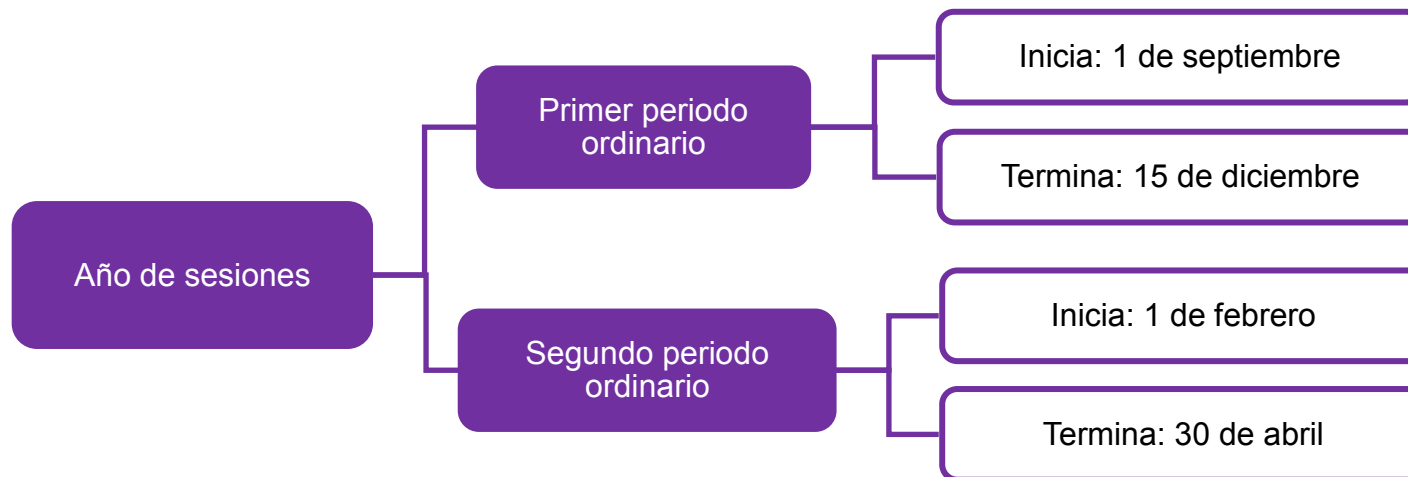 Año de sesiones
Primer periodo
ordinario
Inicia: 1 de septiembre
Termina: 15 de diciembre
Segundo periodo
ordinario
Inicia: 1 de febrero
Termina: 30 de abril